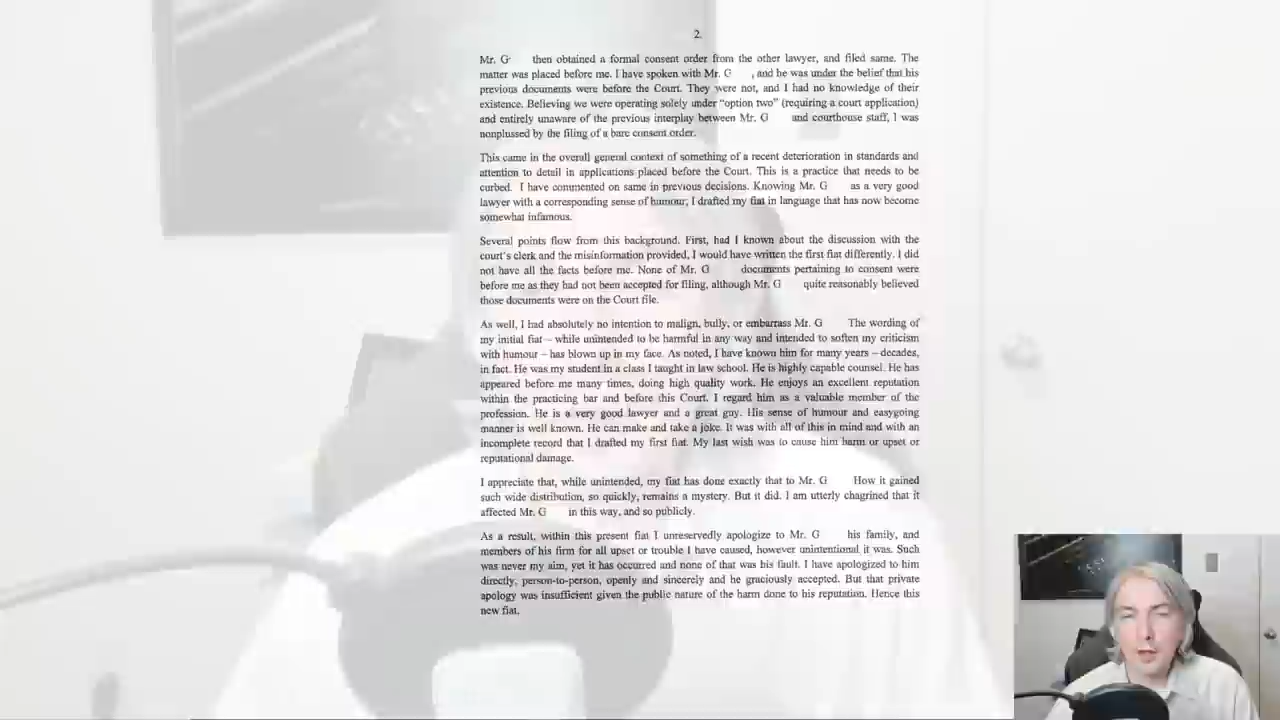 2.
Mr. G then obtained a formal consent order from the other lawyer, and filed same. The
matter was placed before me. I have spoken with Mr. G , and he was under the belief that his
previous documents were before the Court. They were not, and I had no knowledge of their
existence. Believing we were operating solely under “option two” (requiring a court application)
and entirely unaware of the previous interplay between Mr. G and courthouse staff, I was
nonplussed by the filing of a bare consent order.
This came in the overall general context of something of a recent deterioration in standards and
attention to detail in applications placed before the Court. This is a practice that needs to be
curbed. I have commented on same in previous decisions. Knowing Mr. G as a very good
lawyer with a corresponding sense of humour, I drafted my fiat in language that has now become
somewhat infamous.
Several points flow from this background. First, had I known about the discussion with the
court’s clerk and the misinformation provided, I would have written the first fiat differently. I did
not have all the facts before me. None of Mr. G documents pertaining to consent were
before me as they had not been accepted for filing, although Mr. G quite reasonably believed
those documents were on the Court file.
As well, I had absolutely no intention to malign, bully, or embarrass Mr. G The wording of
my initial fiat – while unintended to be harmful in any way and intended to soften my criticism
with humour – has blown up in my face. As noted, I have known him for many years – decades,
in fact. He was my student in a class I taught in law school. He is highly capable counsel. He has
appeared before me many times, doing high quality work. He enjoys an excellent reputation
within the practicing bar and before this Court. I regard him as a valuable member of the
profession. He is a very good lawyer and a great guy. His sense of humour and easygoing
manner is well known. He can make and take a joke. It was with all of this in mind and with an
incomplete record that I drafted my first fiat. My last wish was to cause him harm or upset or
reputational damage.
I appreciate that, while unintended, my fiat has done exactly that to Mr. G How it gained
such wide distribution, so quickly, remains a mystery. But it did. I am utterly chagrined that it
affected Mr. G in this way, and so publicly.
As a result, within this present fiat I unreservedly apologize to Mr. G his family, and
members of his firm for all upset or trouble I have caused, however unintentional it was. Such
was never my aim, yet it has occurred and none of that was his fault. I have apologized to him
directly, person-to-person, openly and sincerely and he graciously accepted. But that private
apology was insufficient given the public nature of the harm done to his reputation. Hence this
new fiat.